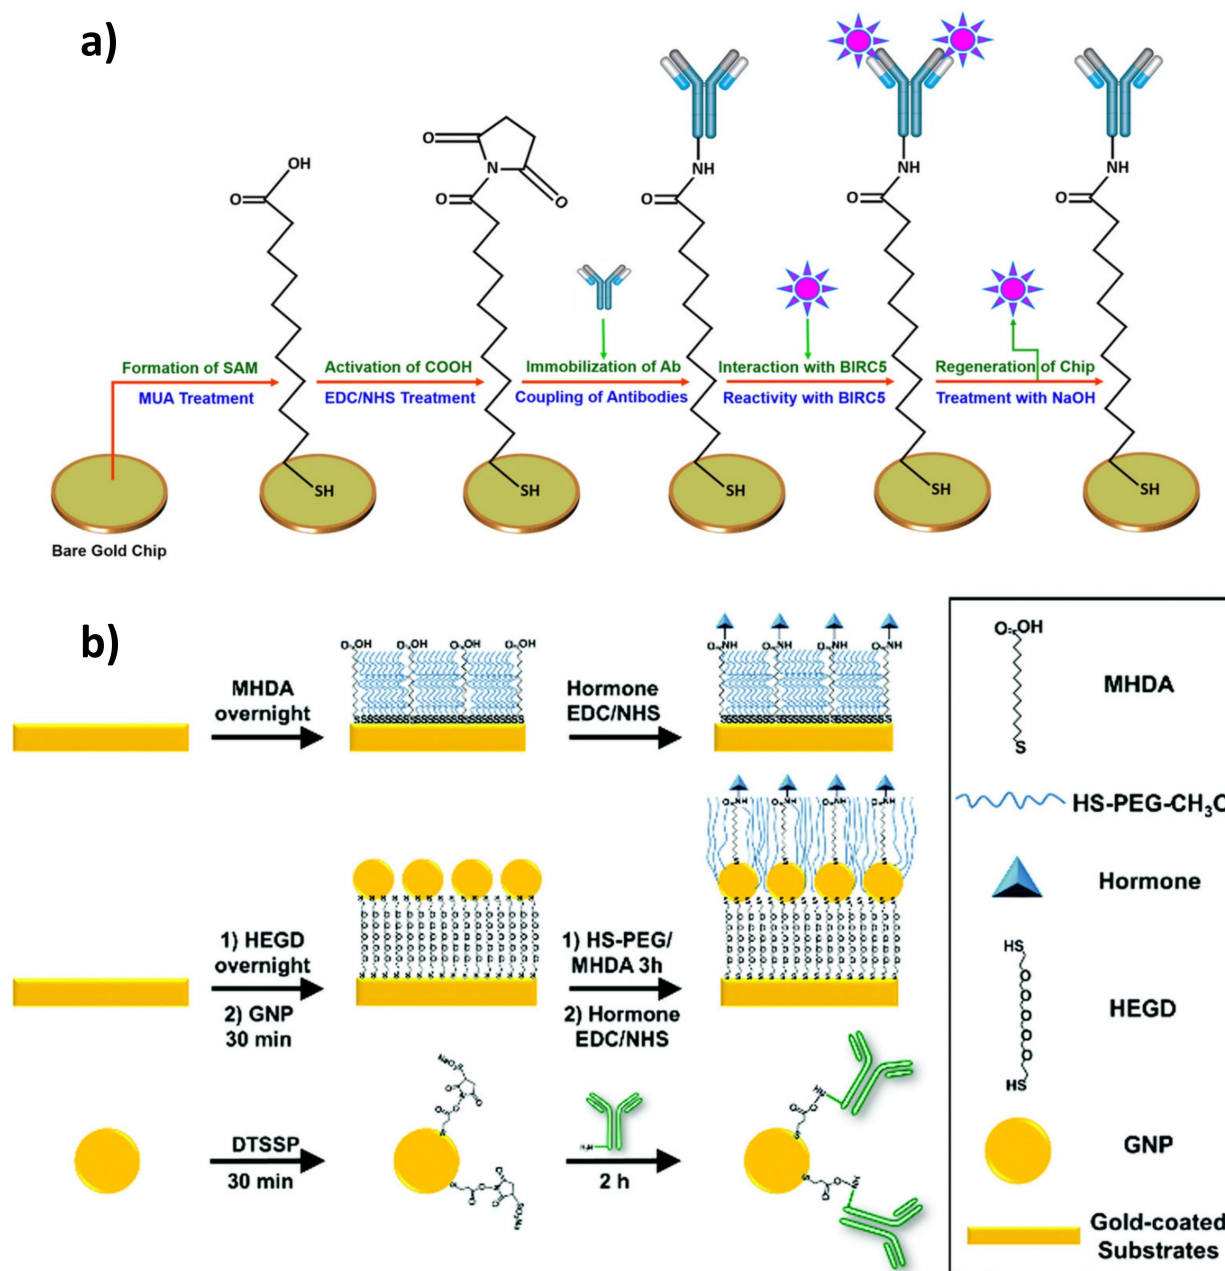 a)
OH
O
O
N
O
O
NH
O
NH
O
NH
O
Formation of SAM
MUA Treatment
Activation of COOH
EDC/NHS Treatment
Immobilization of Ab
Coupling of Antibodies
Interaction with BIRC5
Reactivity with BIRC5
Regeneration of Chip
Treatment with NaOH
SH
SH
SH
SH
SH
Bare Gold Chip
b)
MHDA
overnight
Hormone
EDC/NHS
1) HEGD
overnight
2) GNP
30 min
1) HS-PEG/
MHDA 3h
2) Hormone
EDC/NHS
DTSSP
30 min
2 h
O
OH
S
MHDA
HS-PEG-CH₃O
Hormone
HS
O
O
O
O
O
HS
HEGD
GNP
Gold-coated
Substrates